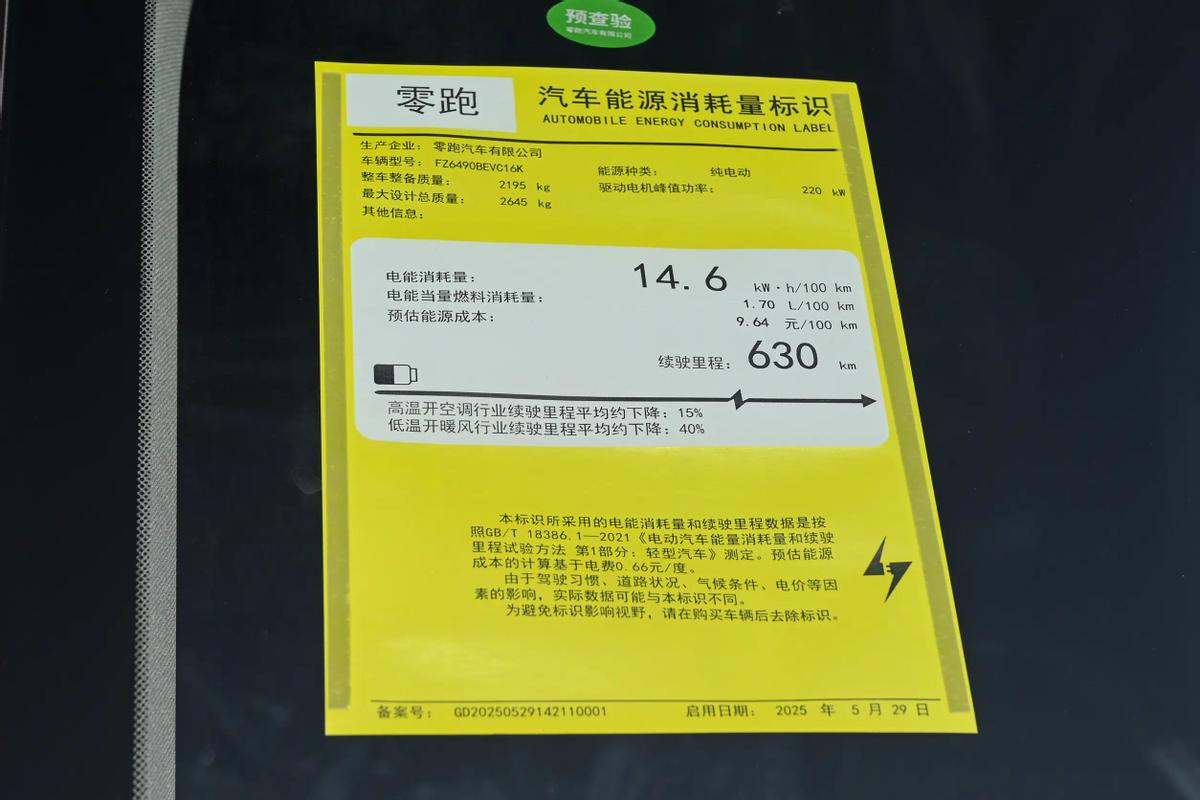 预查验
零跑汽车有限公司
零跑
汽车能源消耗量标识
AUTOMOBILE ENERGY CONSUMPTION LABEL
生产企业: 零跑汽车有限公司
车辆型号: FZ6490BEVC16K
能源种类: 纯电动
整车整备质量: 2195 kg
驱动电机峰值功率: 220 kW
最大设计总质量: 2645 kg
其他信息:
电能消耗量: 14.6 kW·h/100 km
电能当量燃料消耗量: 1.70 L/100 km
预估能源成本: 9.64 元/100 km
续驶里程: 630 km
高温开空调行业续驶里程平均约下降: 15%
低温开暖风行业续驶里程平均约下降: 40%
本标识所采用的电能消耗量和续驶里程数据是按
照GB/T 18386.1—2021《电动汽车能量消耗量和续驶
里程试验方法 第1部分: 轻型汽车》测定。预估能源
成本的计算基于电费0.66元/度。
由于驾驶习惯、道路状况、气候条件、电价等因
素的影响, 实际数据可能与本标识不同。
为避免标识影响视野, 请在购买车辆后去除标识。
备案号: GD20250529142110001
启用日期: 2025 年 5 月 29 日